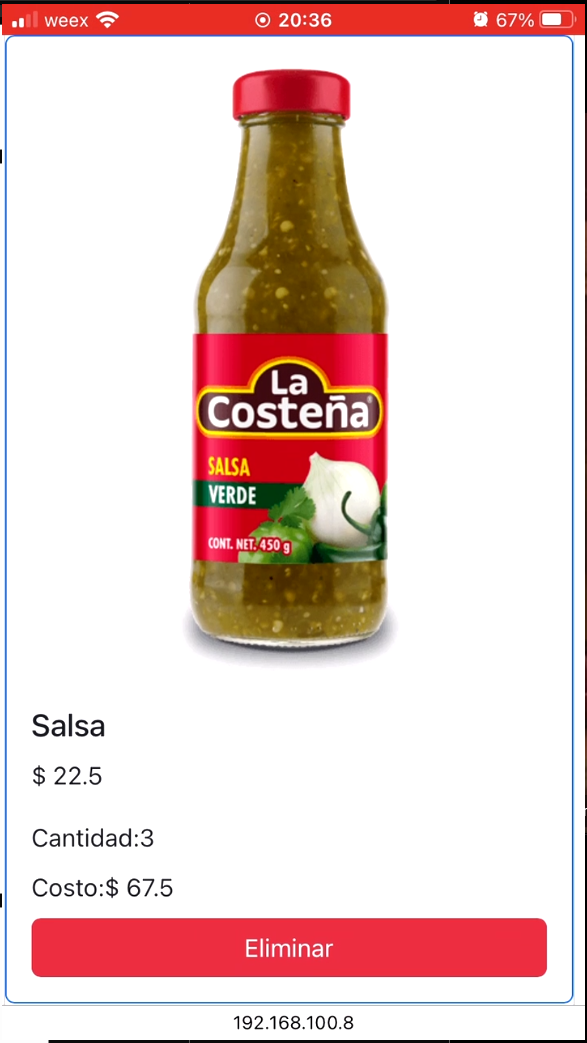 weex 20:36 67%
La
Costeña
SALSA
VERDE
CONT. NET. 450 g
Salsa
$ 22.5
Cantidad:3
Costo:$ 67.5
Eliminar
192.168.100.8